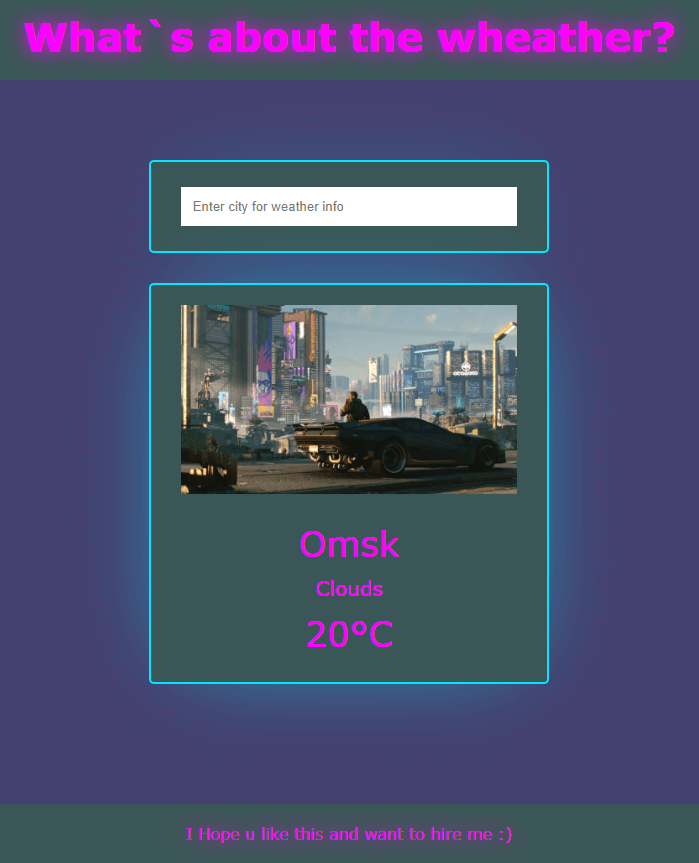 What`s about the wheather?
Enter city for weather info
Omsk
Clouds
20°C
I Hope u like this and want to hire me :)